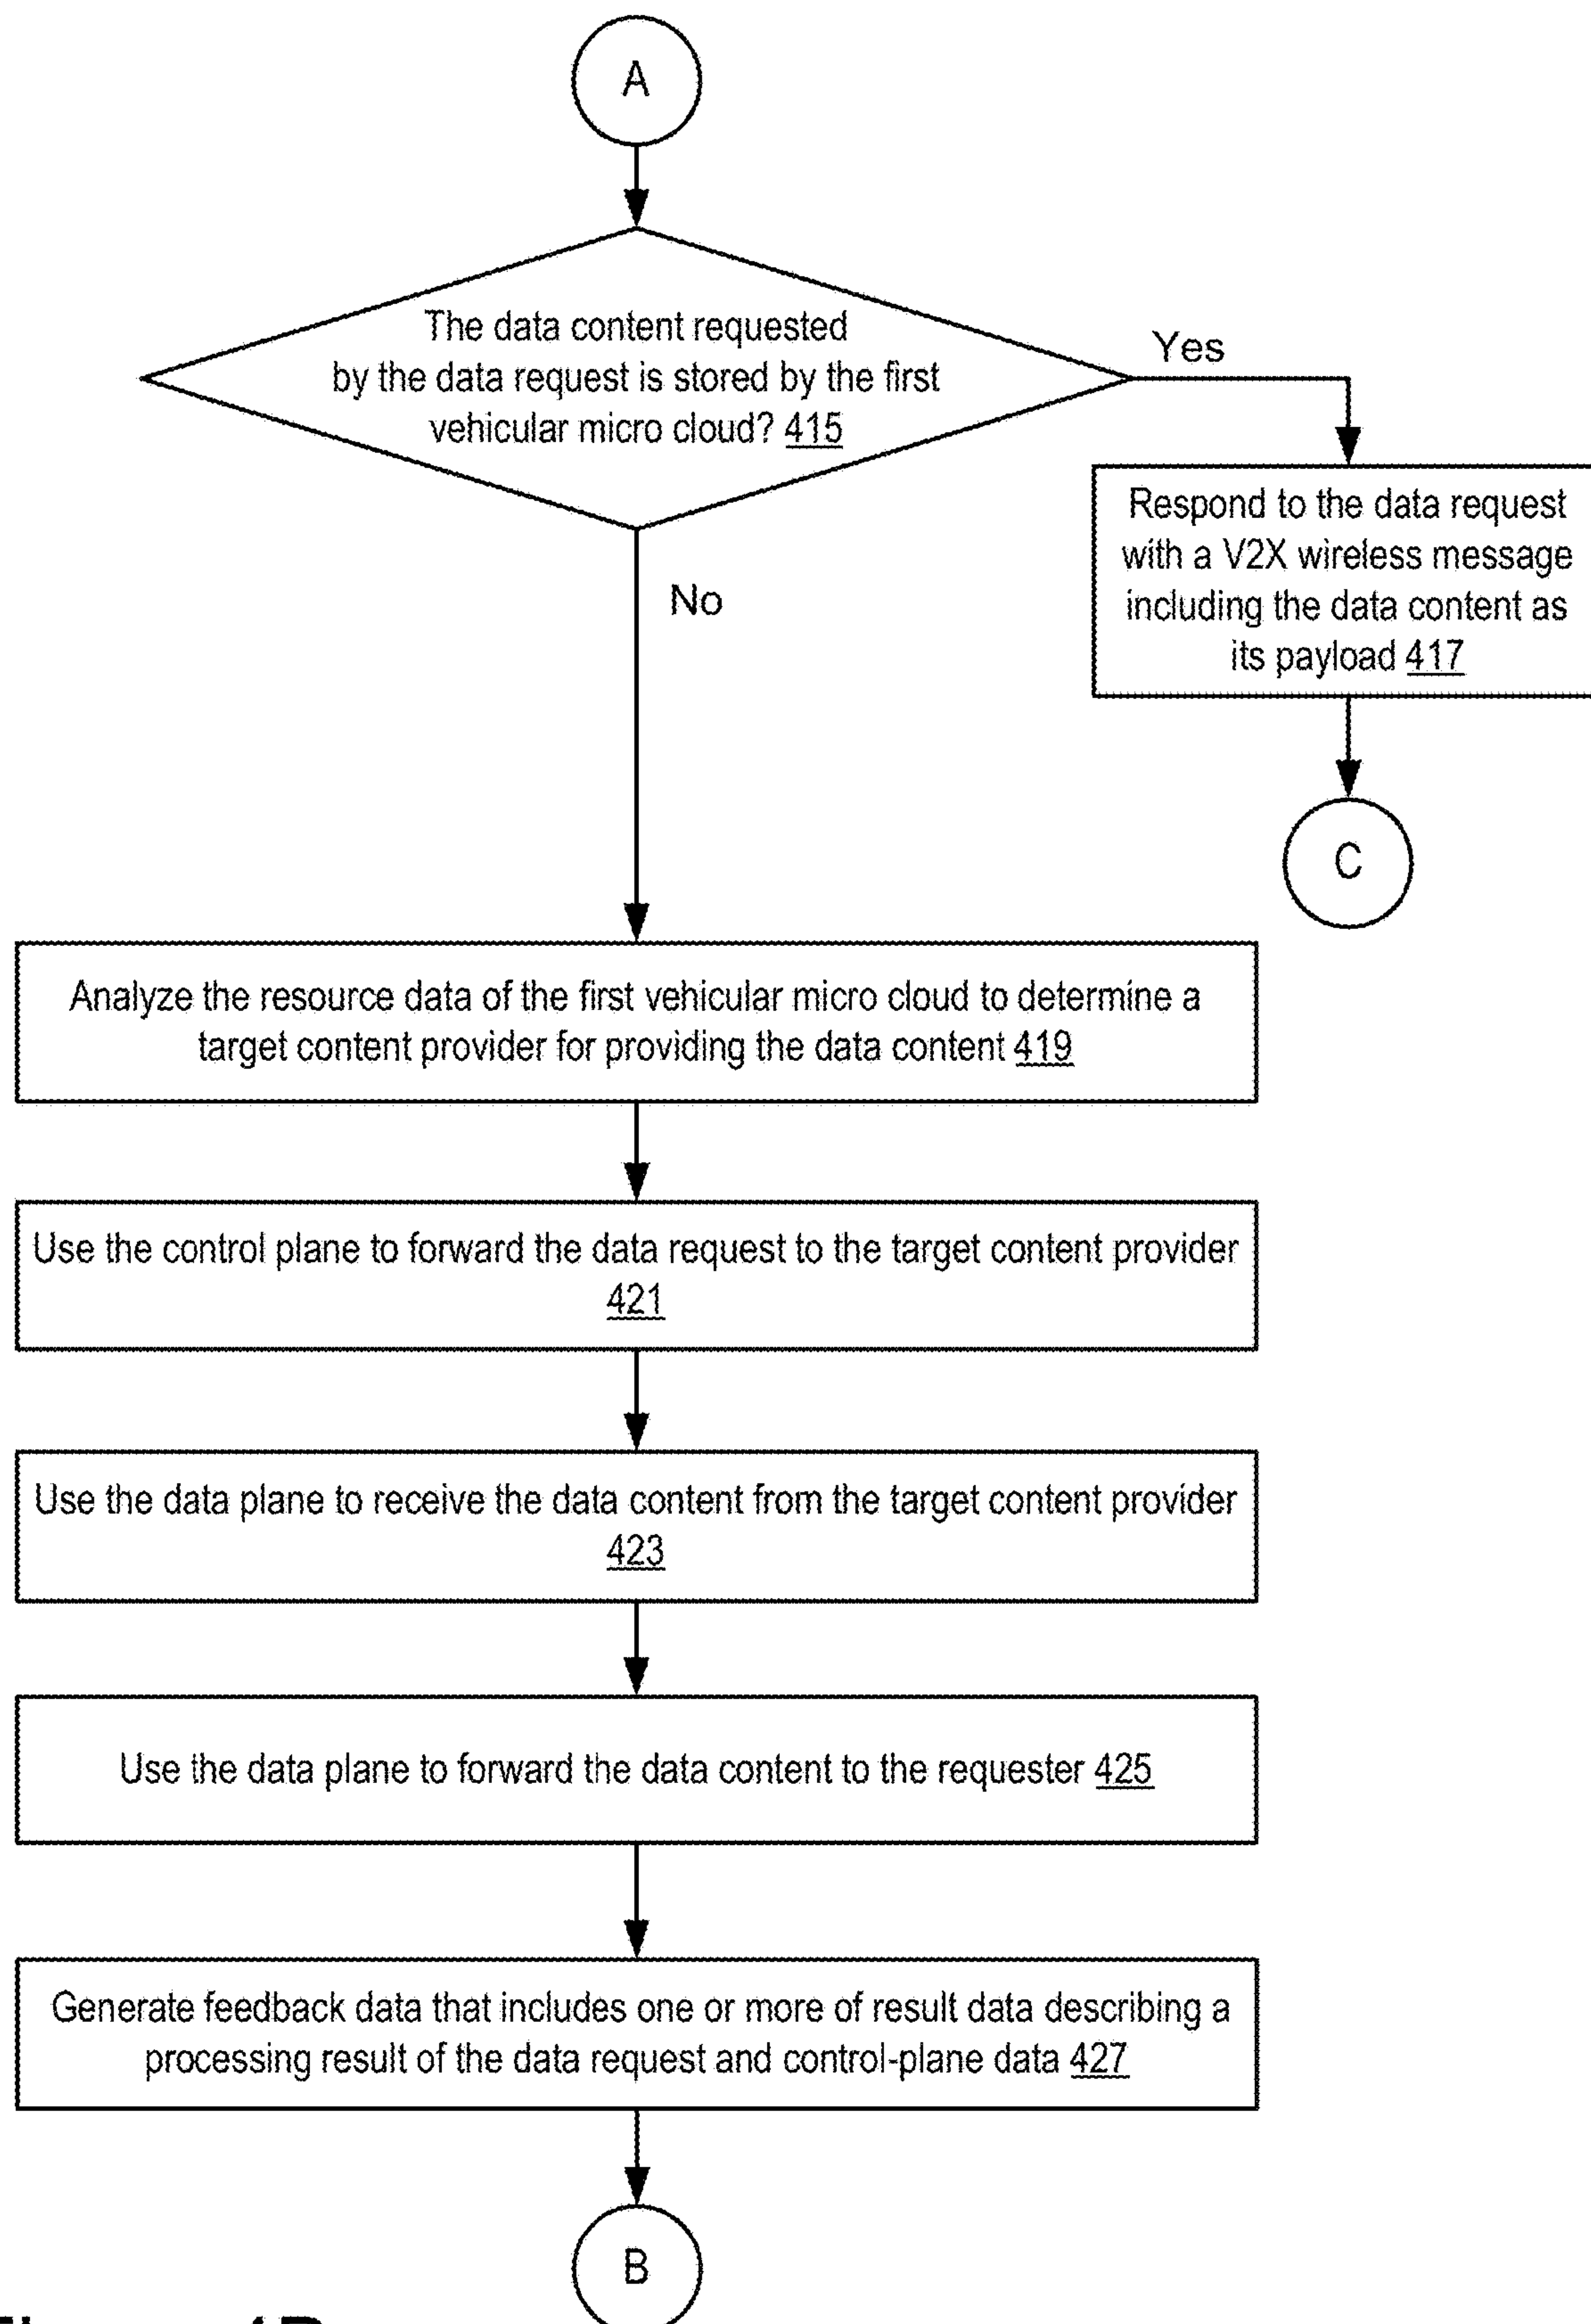 A
The data content requested
by the data request is stored by the first
vehicular micro cloud? 415
Yes
Respond to the data request
with a V2X wireless message
including the data content as
its payload 417
No
C
Analyze the resource data of the first vehicular micro cloud to determine a
target content provider for providing the data content 419
Use the control plane to forward the data request to the target content provider
421
Use the data plane to receive the data content from the target content provider
423
Use the data plane to forward the data content to the requester 425
Generate feedback data that includes one or more of result data describing a
processing result of the data request and control-plane data 427
B